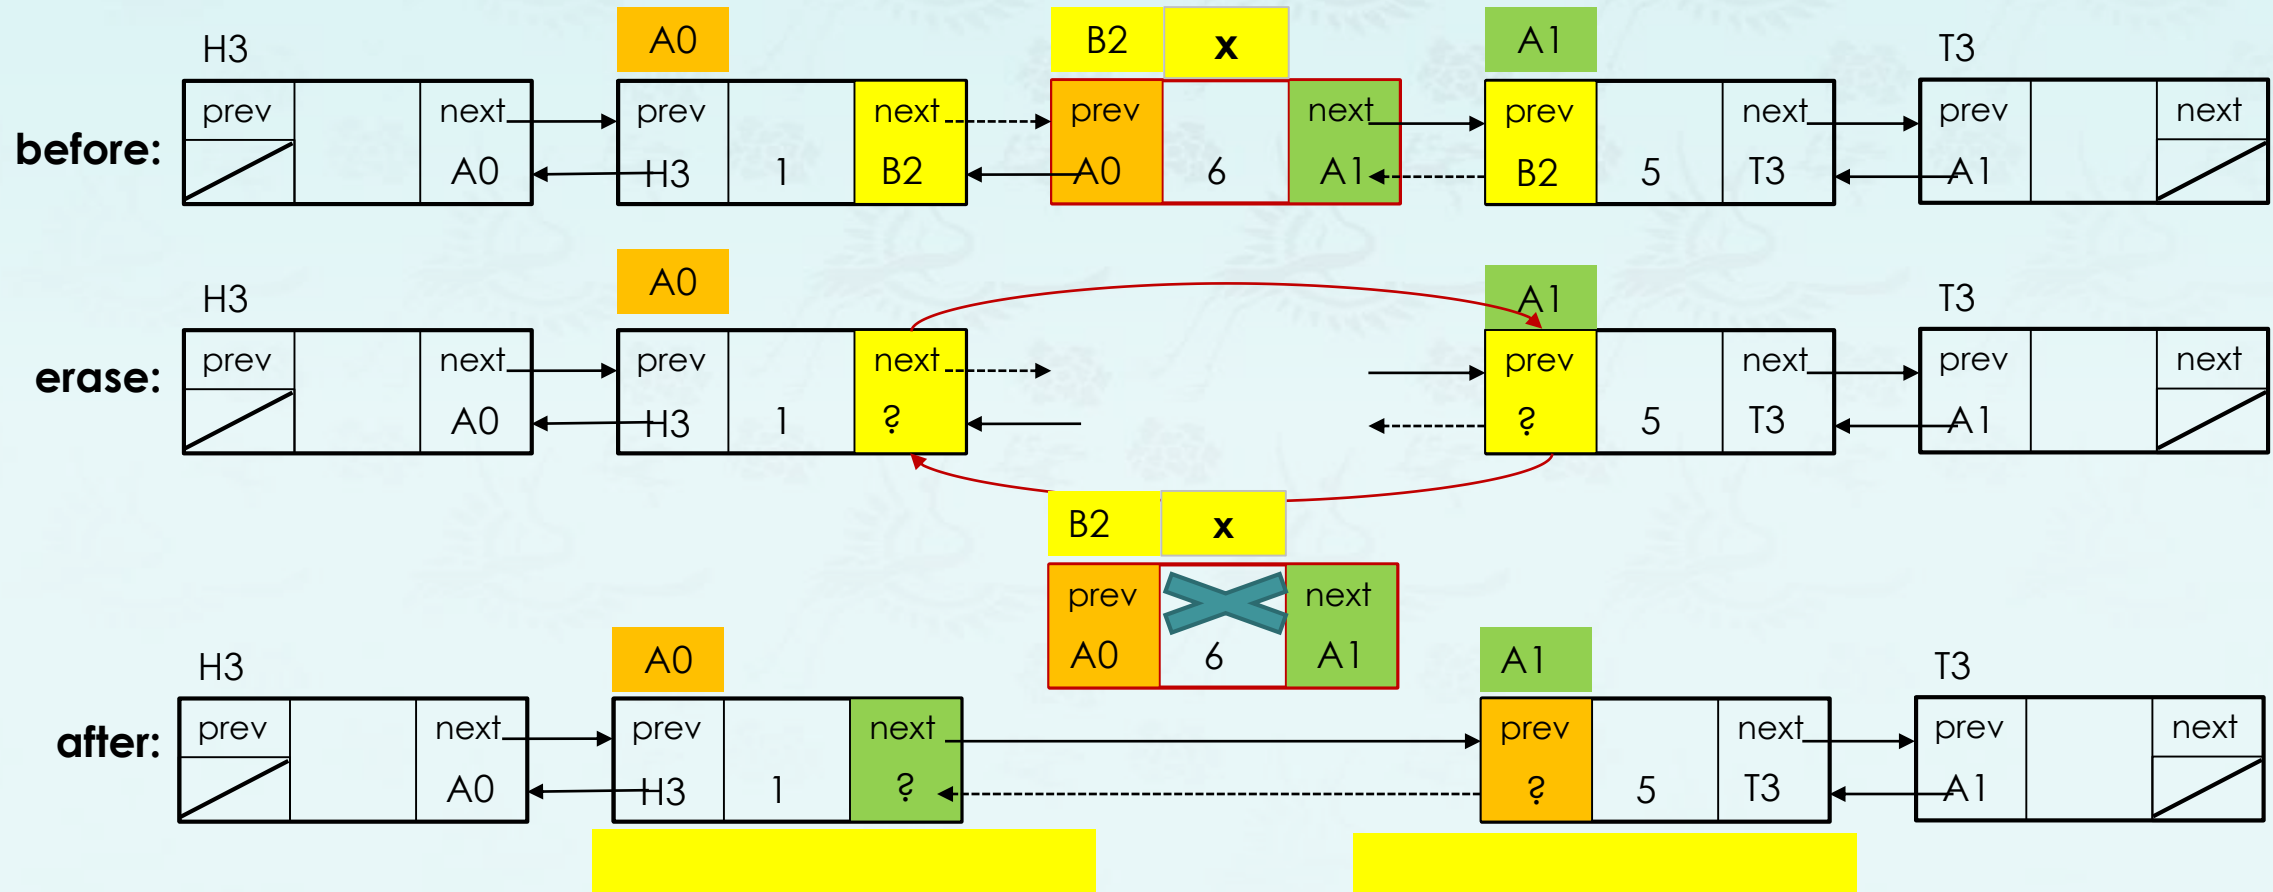 H3 A0 B2 x A1 T3
before: prev next prev next prev next prev next prev next
A0 H3 1 B2 A0 6 A1 B2 5 T3 A1
H3 A0 A1 T3
erase: prev next prev next prev next prev next
A0 H3 1 ? ? 5 T3 A1
B2 x
prev next
A0 6 A1
H3 A0 A1 T3
after: prev next prev next prev next prev next
A0 H3 1 ? ? 5 T3 A1